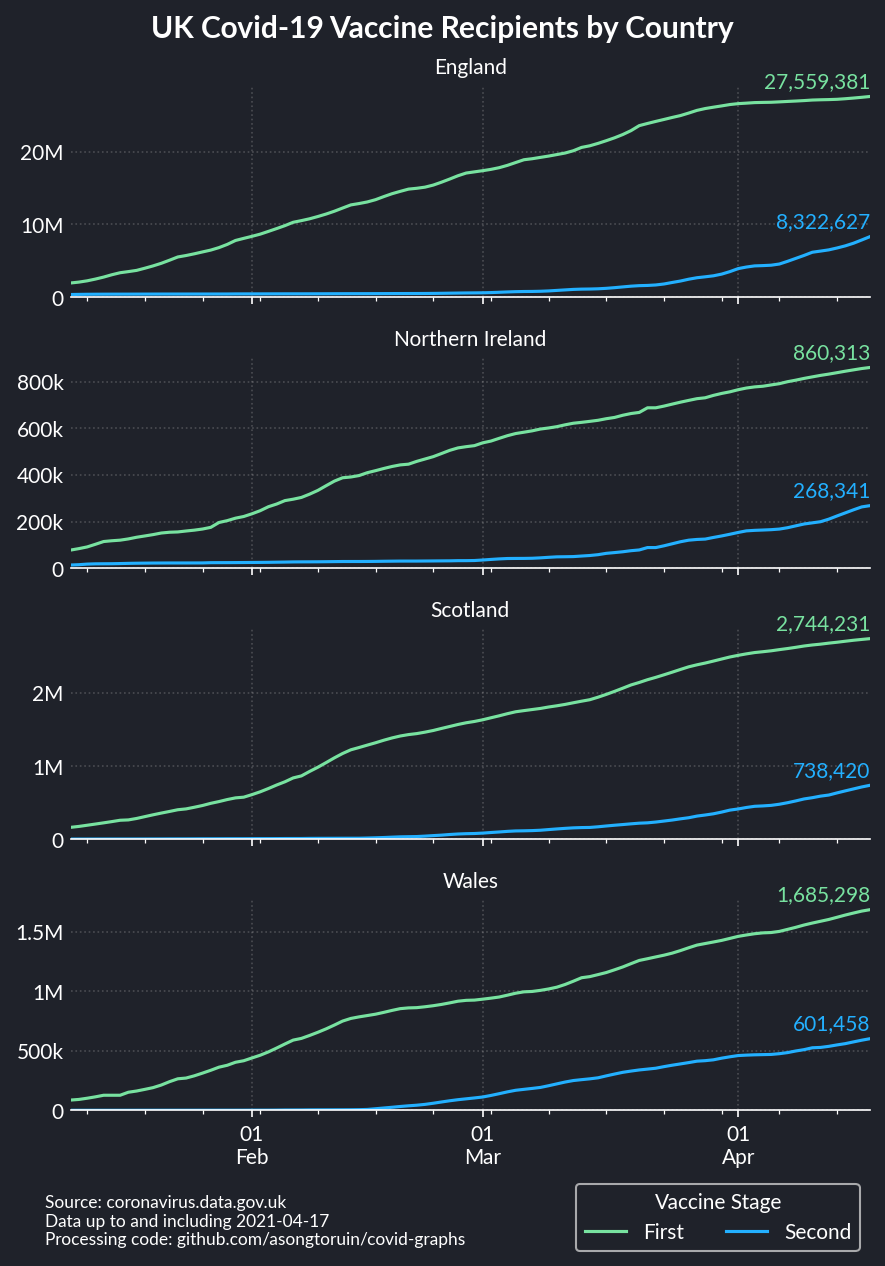 UK Covid-19 Vaccine Recipients by Country
England
27,559,381
20M
8,322,627
10M
0
Northern Ireland
860,313
800k
600k
400k
268,341
200k
0
Scotland
2,744,231
2M
1M
738,420
0
Wales
1,685,298
1.5M
1M
601,458
500k
0
01 01 01
Feb Mar Apr
Source: coronavirus.data.gov.uk
Data up to and including 2021-04-17
Processing code: github.com/asongtoruin/covid-graphs
Vaccine Stage
First Second